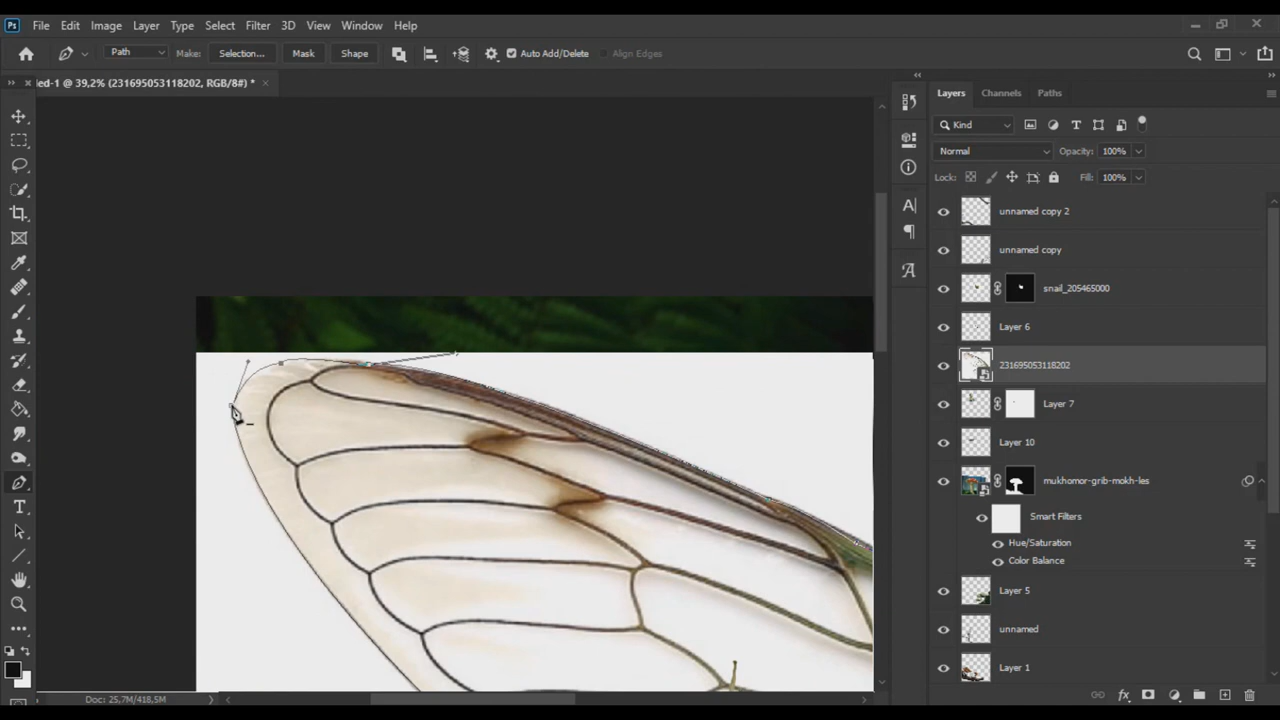 Ps File Edit Image Layer Type Select Filter 3D View Window Help
Path Make: Selection... Mask Shape Auto Add/Delete Align Edges
led-1 @ 39,2% (231695053118202, RGB/8#) *
Layers Channels Paths
Kind
Normal Opacity: 100%
Lock: Fill: 100%
unnamed copy 2
unnamed copy
snail_205465000
Layer 6
231695053118202
Layer 7
Layer 10
mukhomor-grib-mokh-les
Smart Filters
Hue/Saturation
Color Balance
Layer 5
unnamed
Layer 1
Doc: 25,7M/418,5M